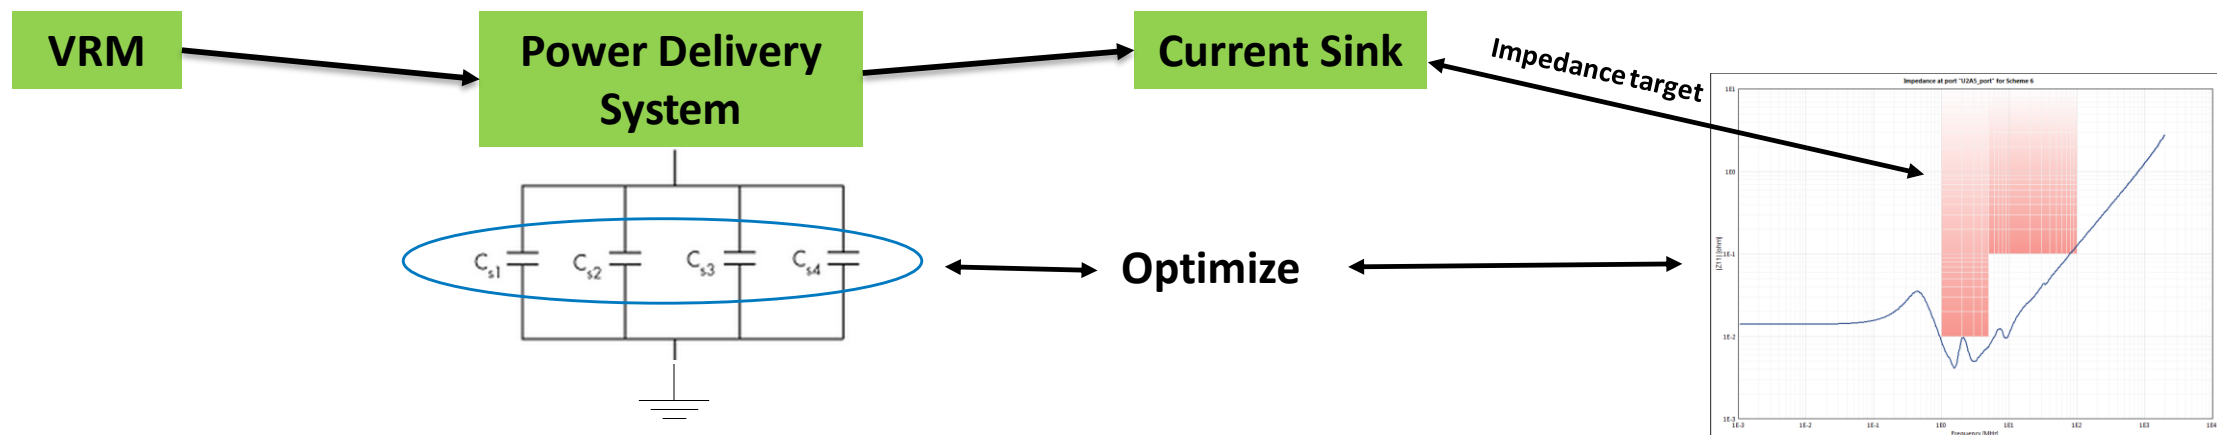 VRM
Power Delivery
System
Current Sink
Impedance target
Impedance at port "U2A5_port" for Scheme 6
1E1
1E0
1E-1
1E-2
1E-3
|Z11| [ohm]
1E-3 1E-2 1E-1 1E0 1E1 1E2 1E3 1E4
Frequency [MHz]
Cs1 Cs2 Cs3 Cs4
Optimize